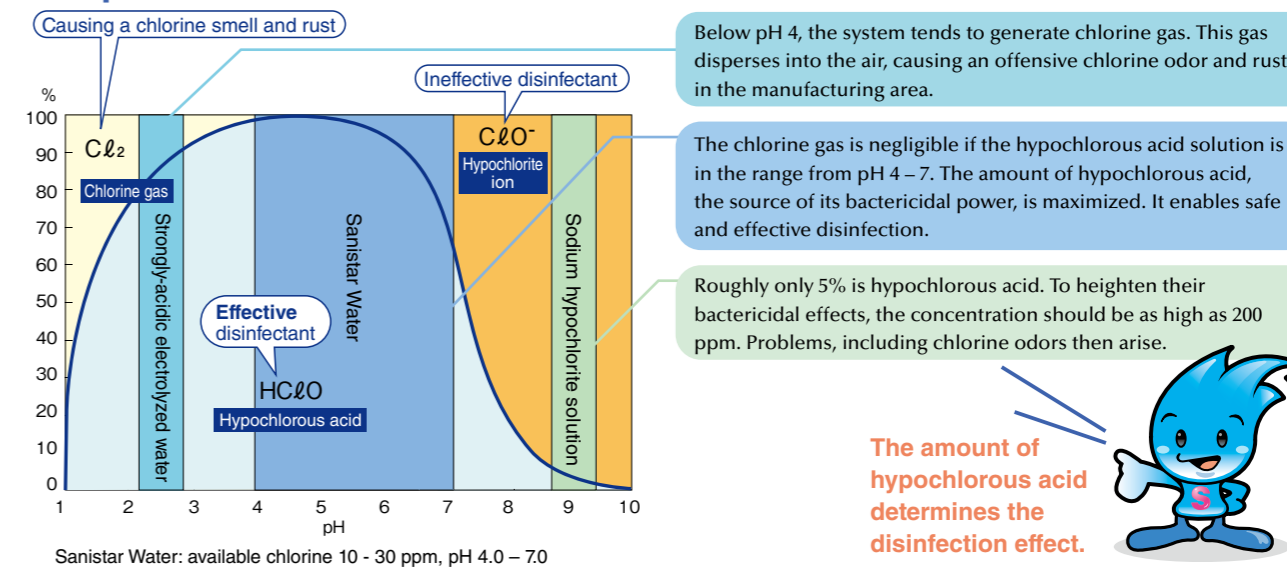 Causing a chlorine smell and rust
Ineffective disinfectant
%
100
90
80
70
60
50
40
30
20
10
0
Cℓ2
Chlorine gas
Strongly-acidic electrolyzed water
Effective
disinfectant
HCℓO
Hypochlorous acid
Sanistar Water
CℓO-
Hypochlorite
ion
Sodium hypochlorite solution
1 2 3 4 5 6 7 8 9 10
pH
Sanistar Water: available chlorine 10 - 30 ppm, pH 4.0 – 7.0
Below pH 4, the system tends to generate chlorine gas. This gas
disperses into the air, causing an offensive chlorine odor and rust
in the manufacturing area.
The chlorine gas is negligible if the hypochlorous acid solution is
in the range from pH 4 – 7. The amount of hypochlorous acid,
the source of its bactericidal power, is maximized. It enables safe
and effective disinfection.
Roughly only 5% is hypochlorous acid. To heighten their
bactericidal effects, the concentration should be as high as 200
ppm. Problems, including chlorine odors then arise.
The amount of
hypochlorous acid
determines the
disinfection effect.
S